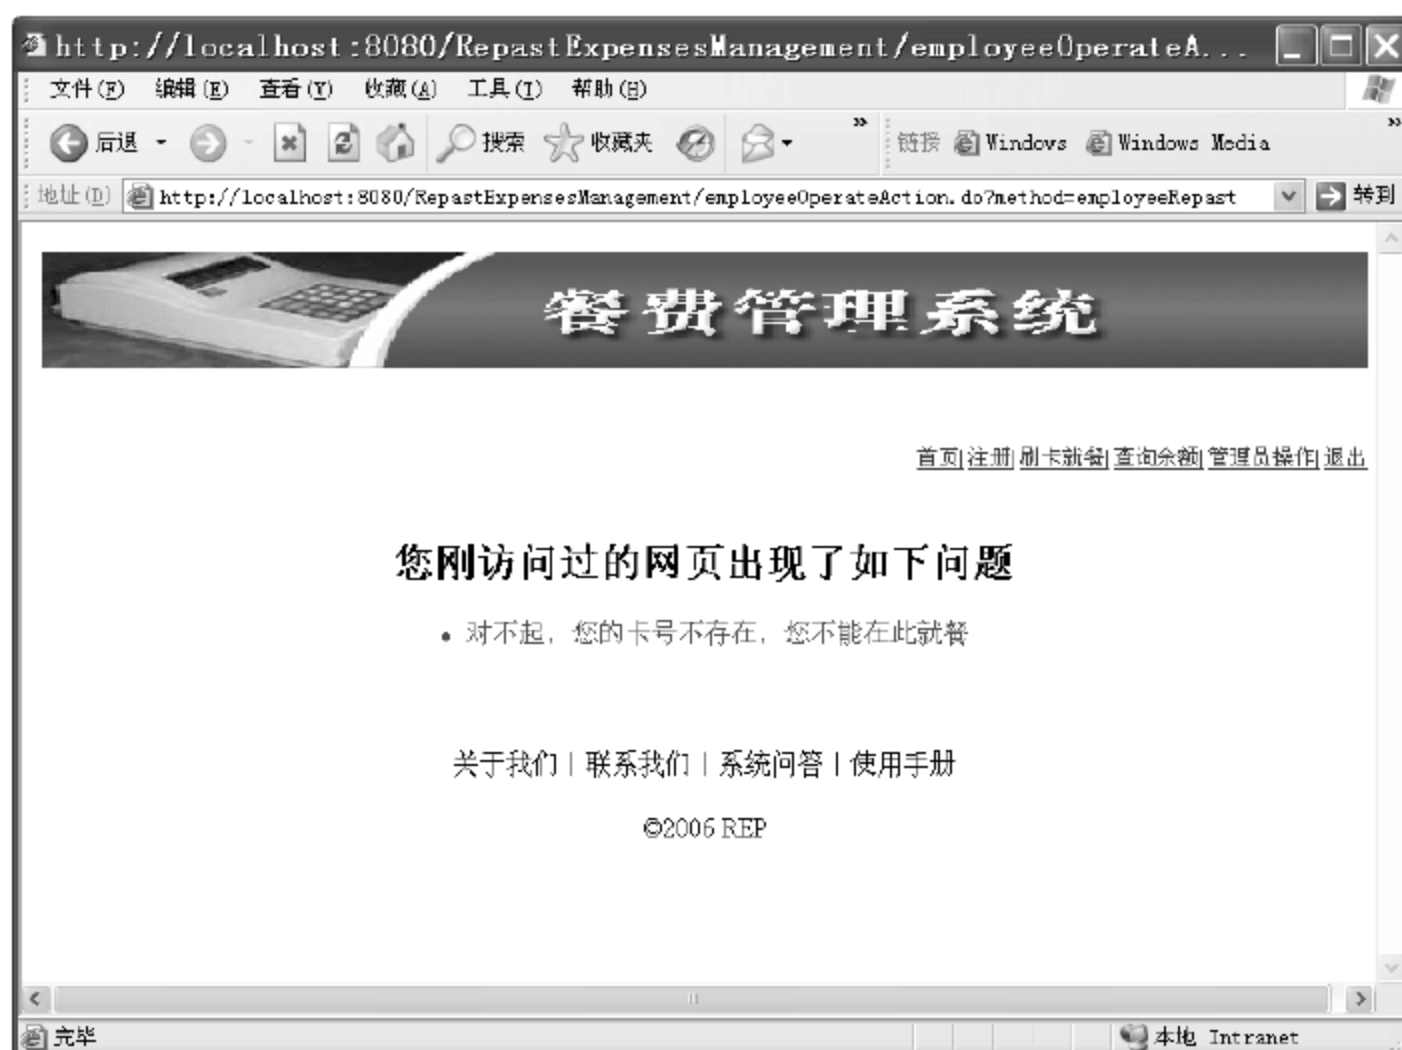 http://localhost:8080/RepastExpensesManagement/employeeOperateA...
文件(F) 编辑(E) 查看(V) 收藏(A) 工具(T) 帮助(H)
后退 搜索 收藏夹 » 链接 Windows Windows Media »
地址(D) http://localhost:8080/RepastExpensesManagement/employeeOperateAction.do?method=employeeRepast 转到
餐费管理系统
首页| 注册| 刷卡就餐| 查询余额| 管理员操作| 退出
您刚访问过的网页出现了如下问题
• 对不起，您的卡号不存在，您不能在此就餐
关于我们 | 联系我们 | 系统问答 | 使用手册
©2006 REP
完毕 本地 Intranet